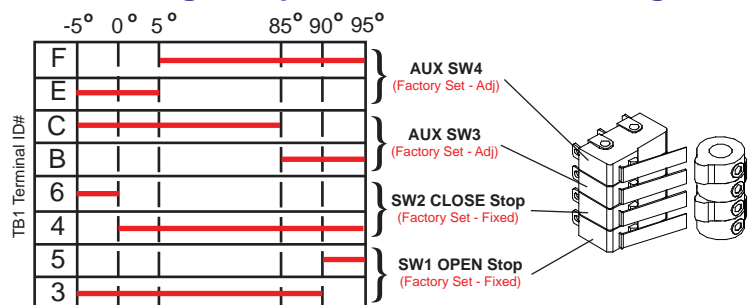 -5° 0° 5° 85° 90° 95°
TB1 Terminal ID#
F
E
C
B
6
4
5
3
AUX SW4
(Factory Set - Adj)
AUX SW3
(Factory Set - Adj)
SW2 CLOSE Stop
(Factory Set - Fixed)
SW1 OPEN Stop
(Factory Set - Fixed)